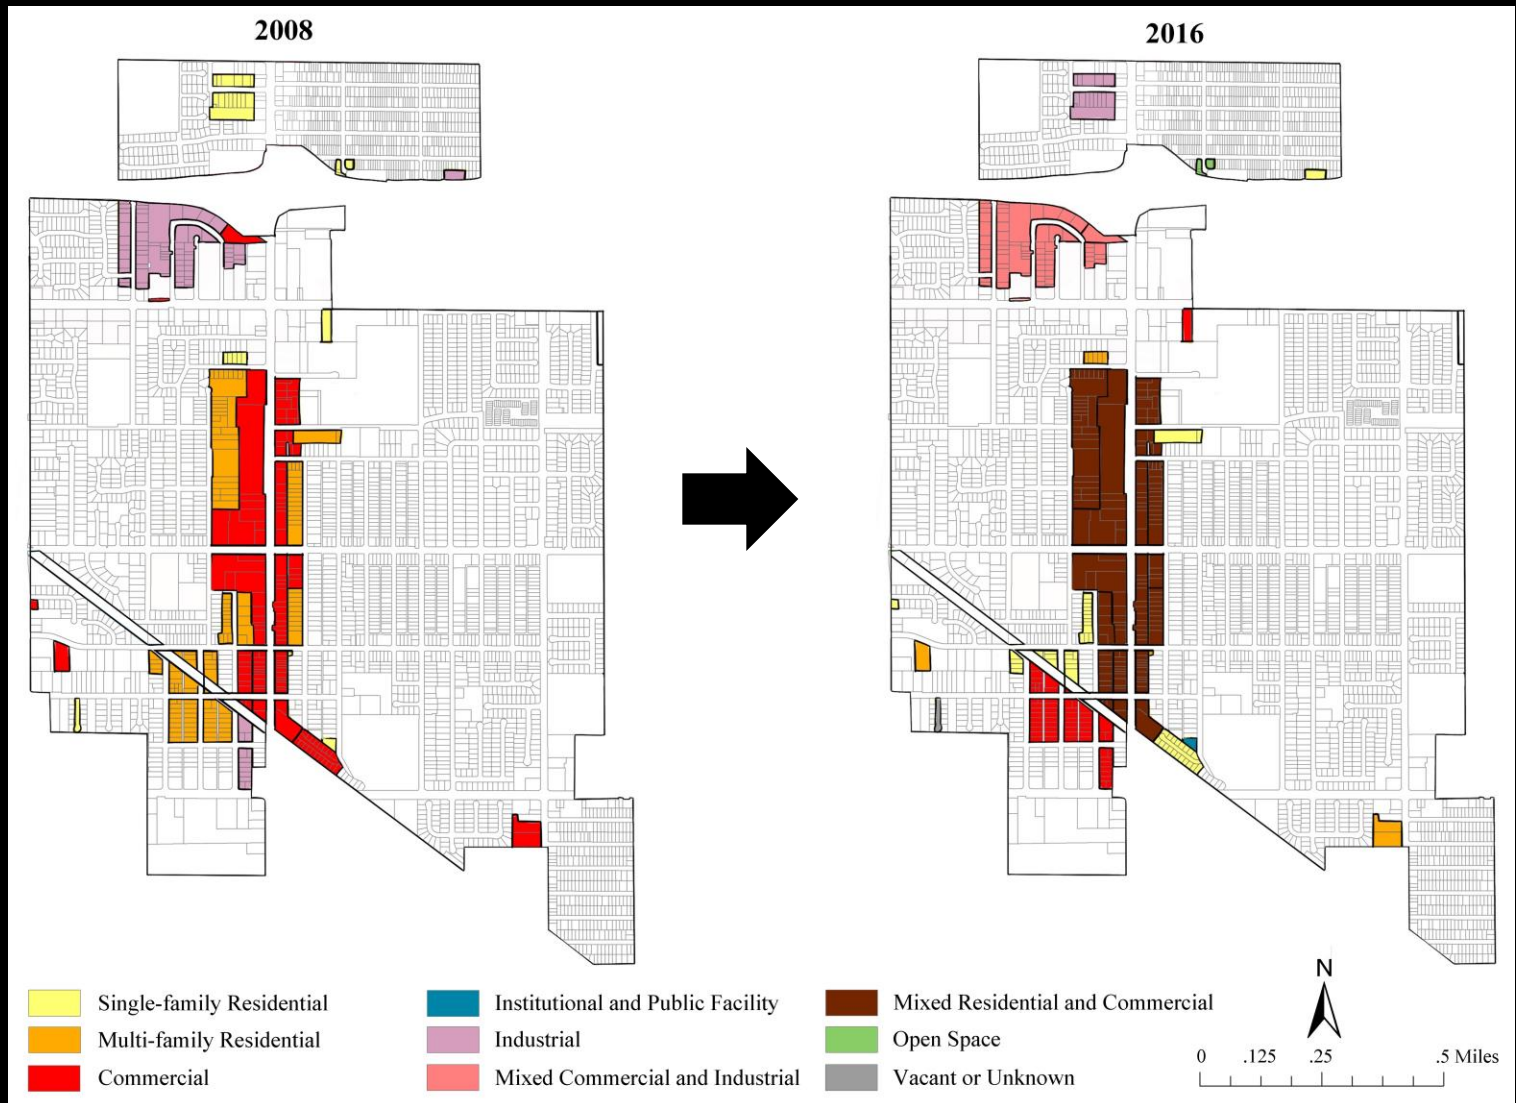 2008
2016
Single-family Residential
Multi-family Residential
Commercial
Institutional and Public Facility
Industrial
Mixed Commercial and Industrial
Mixed Residential and Commercial
Open Space
Vacant or Unknown
N
0 .125 .25 .5 Miles